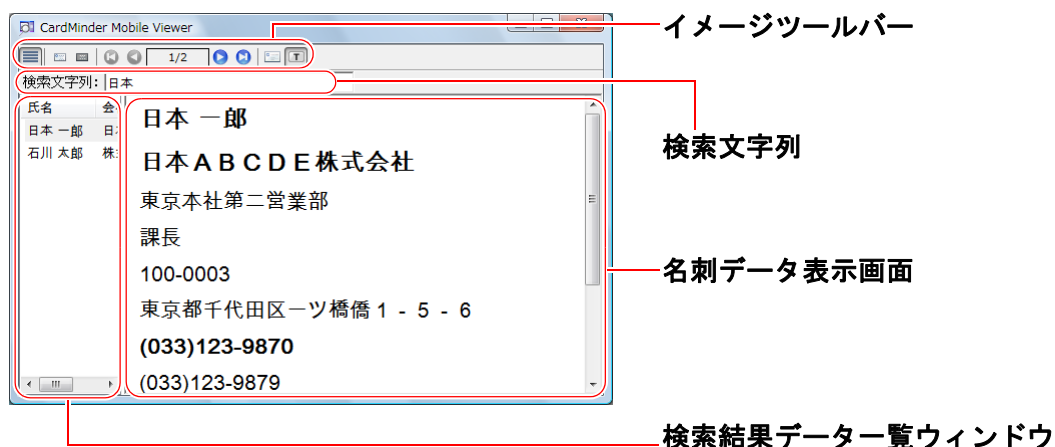 CardMinder Mobile Viewer
イメージツールバー
1/2
T
検索文字列: 日本
検索文字列
氏名 会
日本 一郎 日
石川 太郎 株
日本 一郎
日本ＡＢＣＤＥ株式会社
東京本社第二営業部
課長
100-0003
東京都千代田区一ツ橋僑１-５-６
(033)123-9870
(033)123-9879
名刺データ表示画面
検索結果データ一覧ウィンドウ